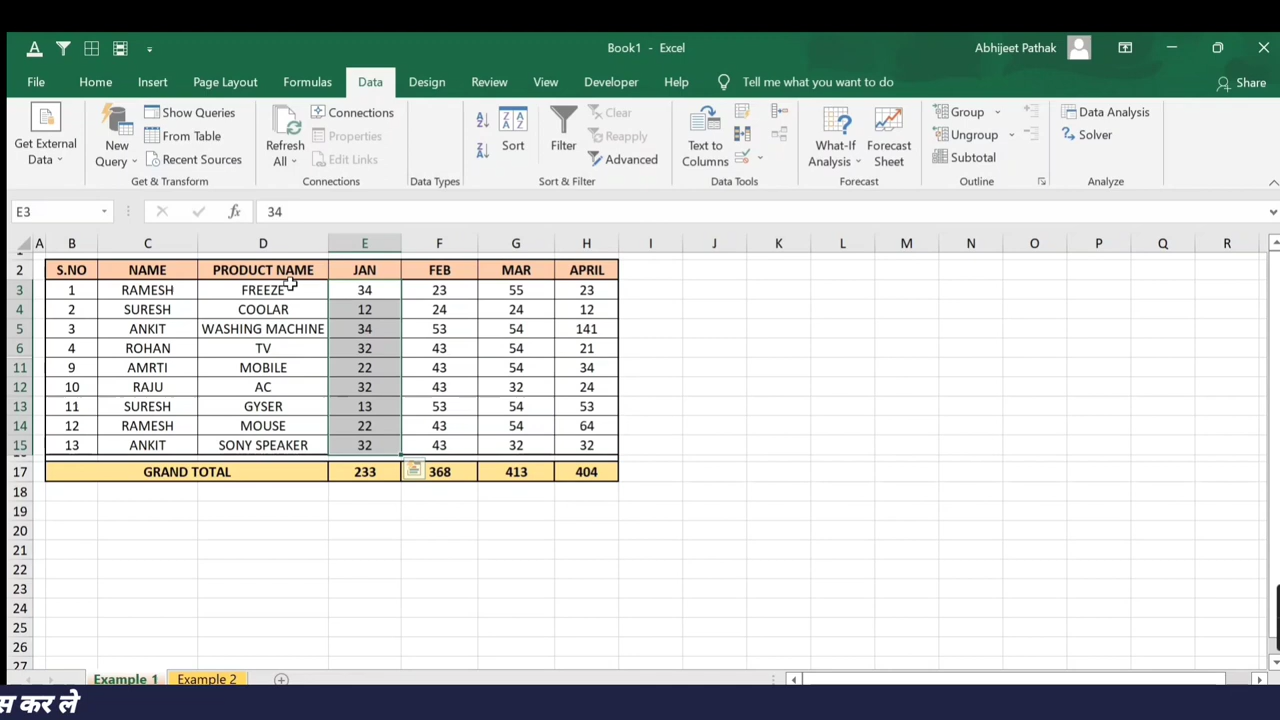 Book1 - Excel
Abhijeet Pathak
File Home Insert Page Layout Formulas Data Design Review View Developer Help Tell me what you want to do Share
Get External Data
New Query
Show Queries
From Table
Recent Sources
Get & Transform
Refresh All
Connections
Properties
Edit Links
Connections
Data Types
Sort
Filter
Clear
Reapply
Advanced
Sort & Filter
Text to Columns
Data Tools
What-If Analysis
Forecast Sheet
Forecast
Group
Ungroup
Subtotal
Outline
Data Analysis
Solver
Analyze
E3 fx 34
A B C D E F G H I J K L M N O P Q R
2 S.NO NAME PRODUCT NAME JAN FEB MAR APRIL
3 1 RAMESH FREEZE 34 23 55 23
4 2 SURESH COOLAR 12 24 24 12
5 3 ANKIT WASHING MACHINE 34 53 54 141
6 4 ROHAN TV 32 43 54 21
11 9 AMRTI MOBILE 22 43 54 34
12 10 RAJU AC 32 43 32 24
13 11 SURESH GYSER 13 53 54 53
14 12 RAMESH MOUSE 22 43 54 64
15 13 ANKIT SONY SPEAKER 32 43 32 32
17 GRAND TOTAL 233 368 413 404
18
19
20
21
22
23
24
25
26
27
Example 1 Example 2
कर ले